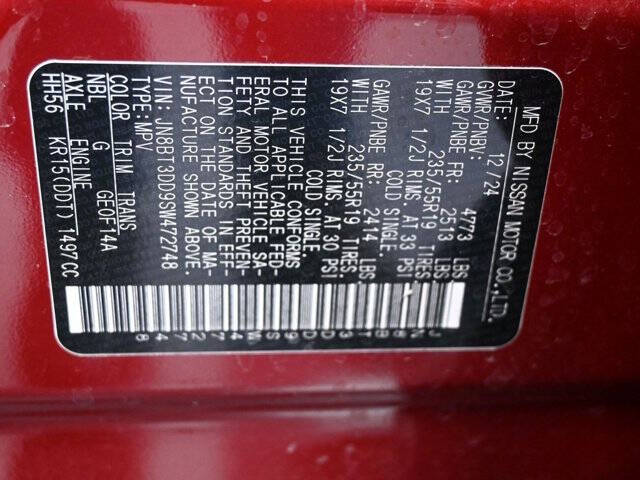 MFD BY NISSAN MOTOR CO.,LTD.
DATE: 12/24
GVWR/PNBV: 4773 LBS
GAWR/PNBE FR: 2513 LBS
WITH 235/55R19 TIRES
19X7 1/2J RIMS AT 33 PSI
COLD SINGLE.
GAWR/PNBE RR: 2414 LBS
WITH 235/55R19 TIRES
19X7 1/2J RIMS AT 30 PSI
COLD SINGLE.
THIS VEHICLE CONFORMS
TO ALL APPLICABLE FED-
ERAL MOTOR VEHICLE SA-
FETY AND THEFT PREVEN-
TION STANDARDS IN EFF-
ECT ON THE DATE OF MA-
NUFACTURE SHOWN ABOVE.
VIN: JN8BT3DD9SW472748
TYPE: MPV
COLOR TRIM TRANS
NBL G GE0F14A
AXLE ENGINE
HH56 KR15(DDT) 1497CC
JN8BT3DD9SW472748